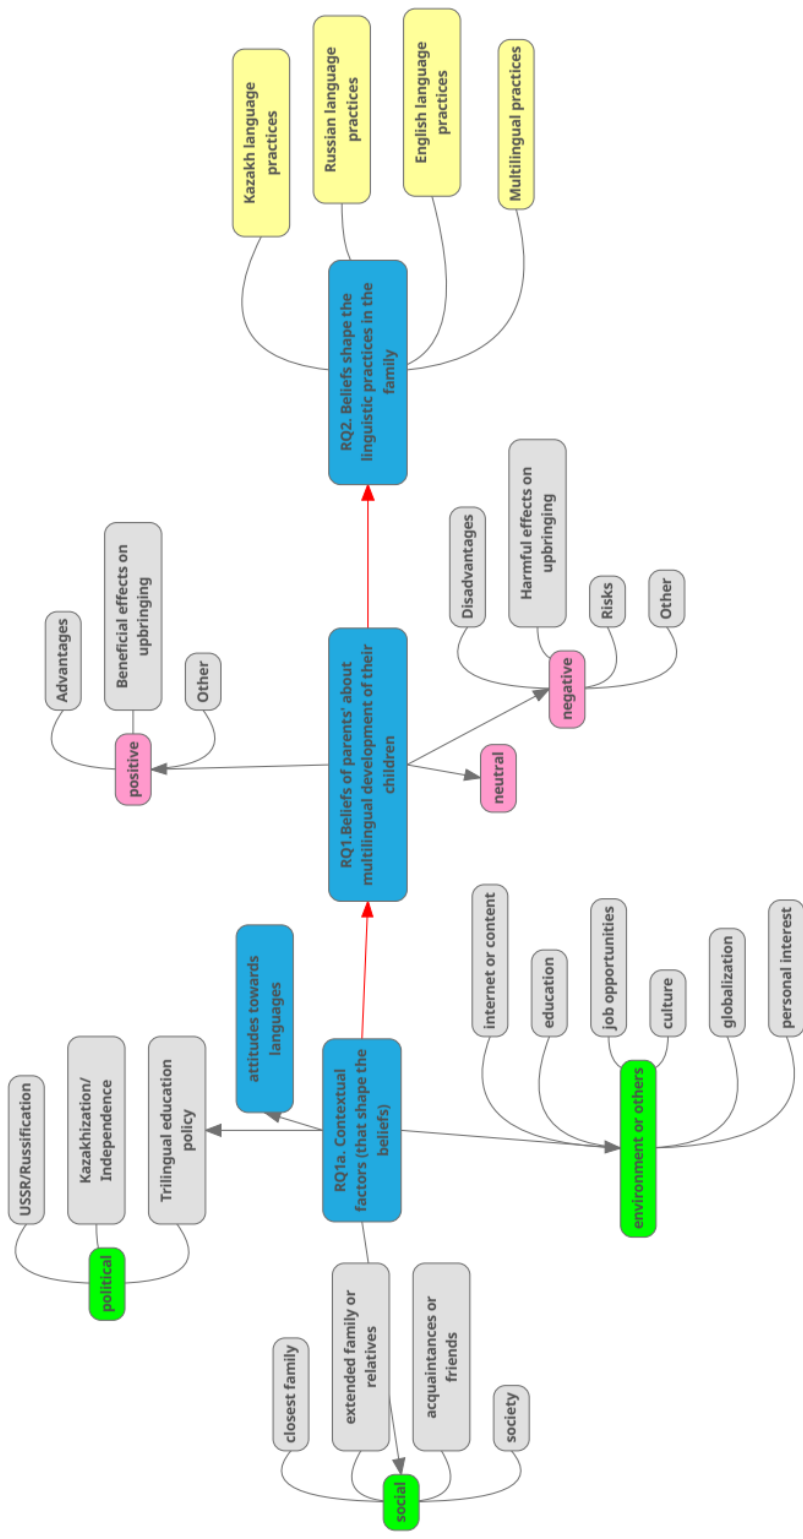 USSR/Russification
Kazakhization/
Independence
Trilingual education
policy
political
closest family
extended family or
relatives
acquaintances or
friends
society
social
attitudes towards
languages
RQ1a. Contextual
factors (that shape the
beliefs)
internet or content
education
job opportunities
culture
globalization
personal interest
environment or others
Advantages
Beneficial effects on
upbringing
Other
positive
RQ1.Beliefs of parents' about
multilingual development of their
children
neutral
negative
Disadvantages
Harmful effects on
upbringing
Risks
Other
RQ2. Beliefs shape the
linguistic practices in the
family
Kazakh language
practices
Russian language
practices
English language
practices
Multilingual practices